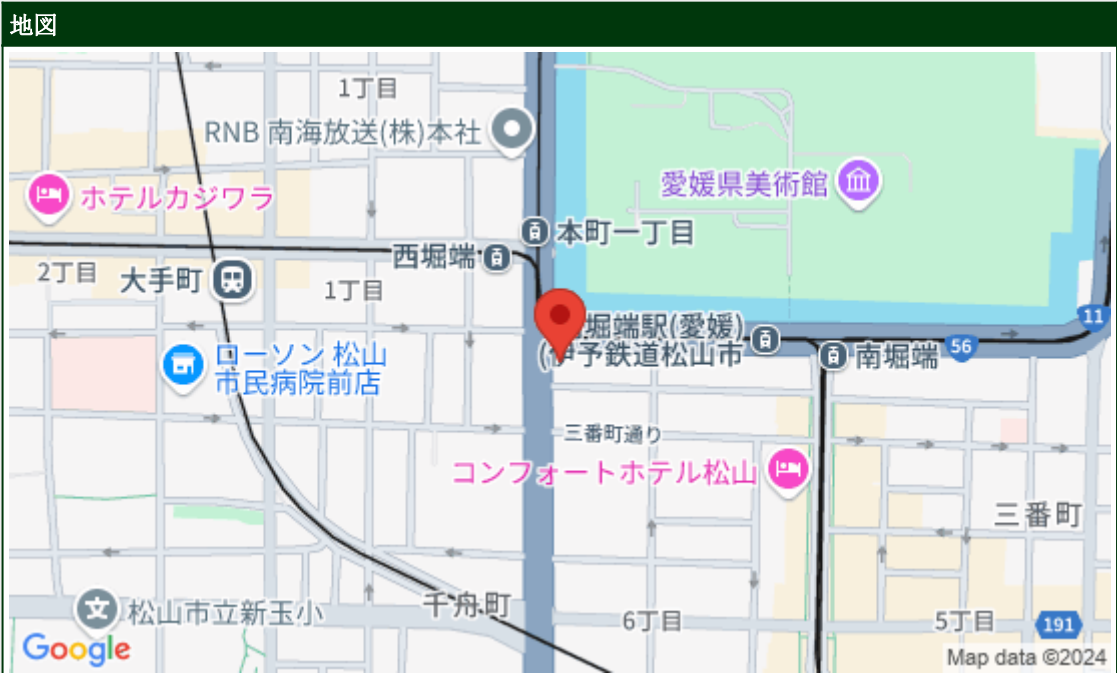 地図
1丁目
RNB 南海放送(株)本社
愛媛県美術館
ホテルカジワラ
本町一丁目
西堀端
2丁目
大手町
1丁目
11
堀端駅(愛媛)
(伊予鉄道松山市
56
南堀端
ローソン 松山
市民病院前店
三番町通り
コンフォートホテル松山
三番町
千舟町
文
松山市立新玉小
6丁目
5丁目
191
Google
Map data ©2024